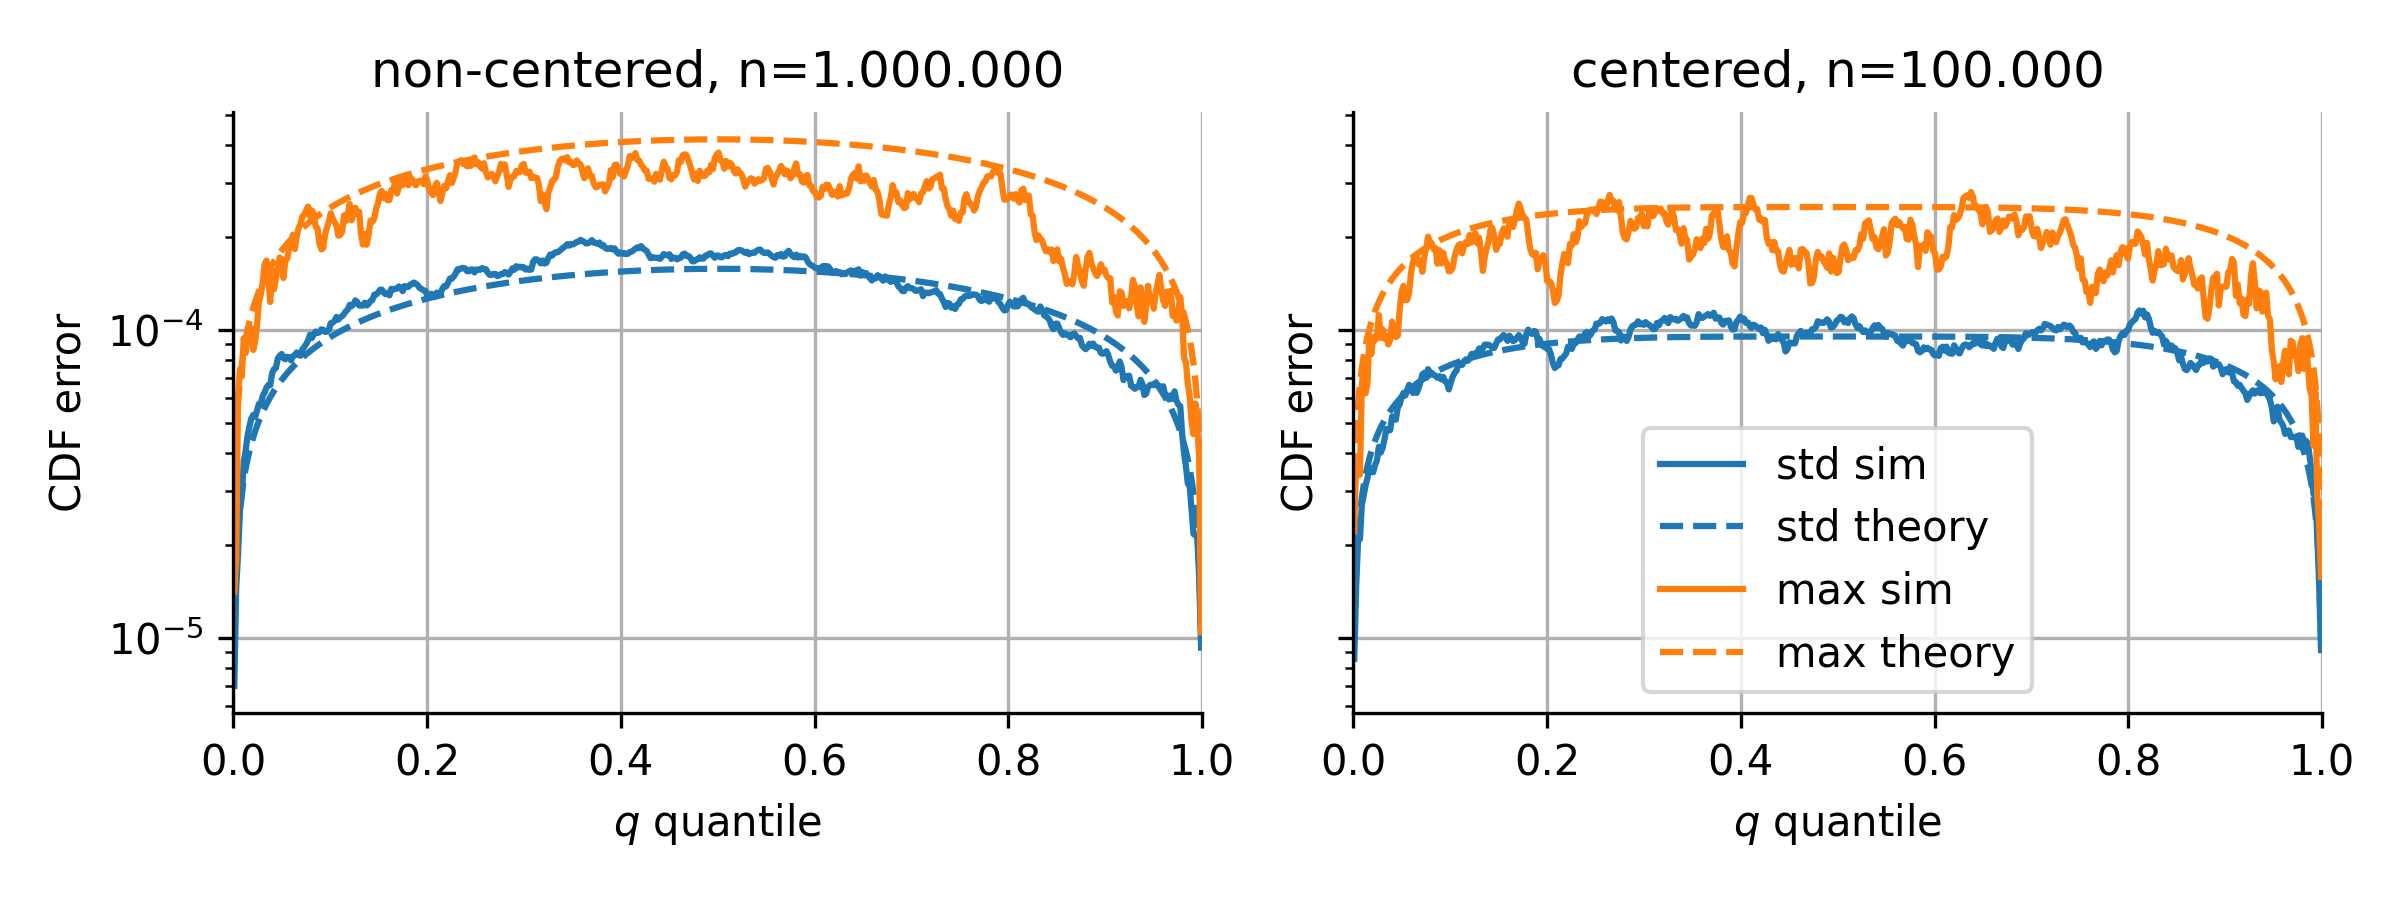 non-centered, n=1.000.000
CDF error
10⁻⁴
10⁻⁵
0.0 0.2 0.4 0.6 0.8 1.0
q quantile
centered, n=100.000
CDF error
std sim
std theory
max sim
max theory
0.0 0.2 0.4 0.6 0.8 1.0
q quantile